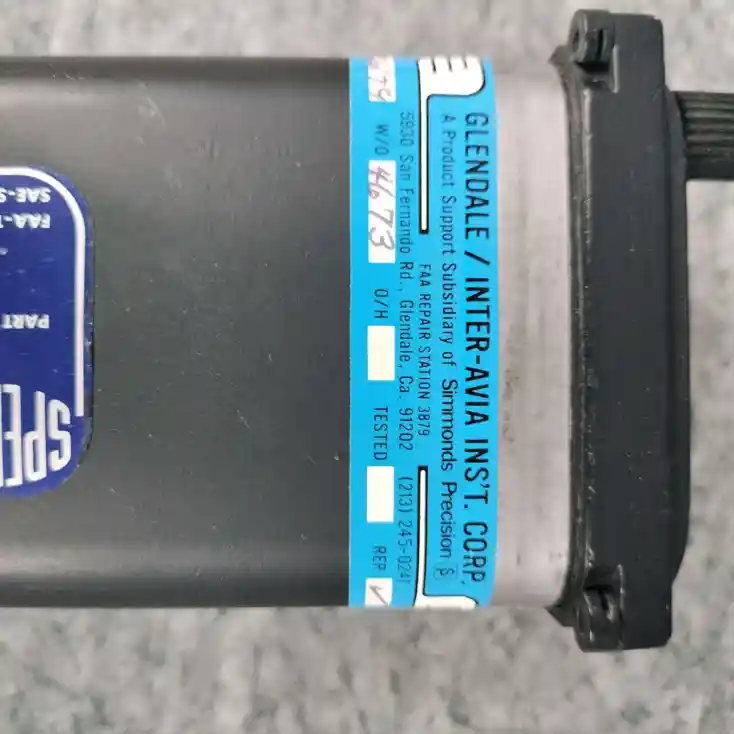 GLENDALE / INTER-AVIA INS'T. CORP.
A Product Support Subsidiary of Simmonds Precision
FAA REPAIR STATION 3879
5930 San Fernando Rd., Glendale, Ca. 91202 (213) 245-0241
W/O 4673 O/H TESTED REP ✓
SPE
PART
FAA-
SAE-S